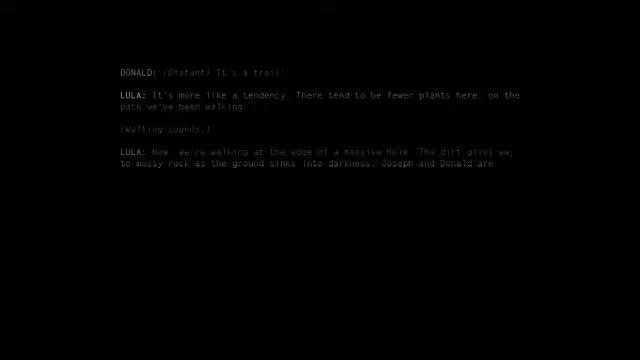 DONALD: (Distant) It's a trail!
LULA: It's more like a tendency. There tend to be fewer plants here, on the
path we've been walking.
(Walking sounds.)
LULA: Now, we're walking at the edge of a massive hole. The dirt gives way
to mossy rock as the ground sinks into darkness. Joseph and Donald are